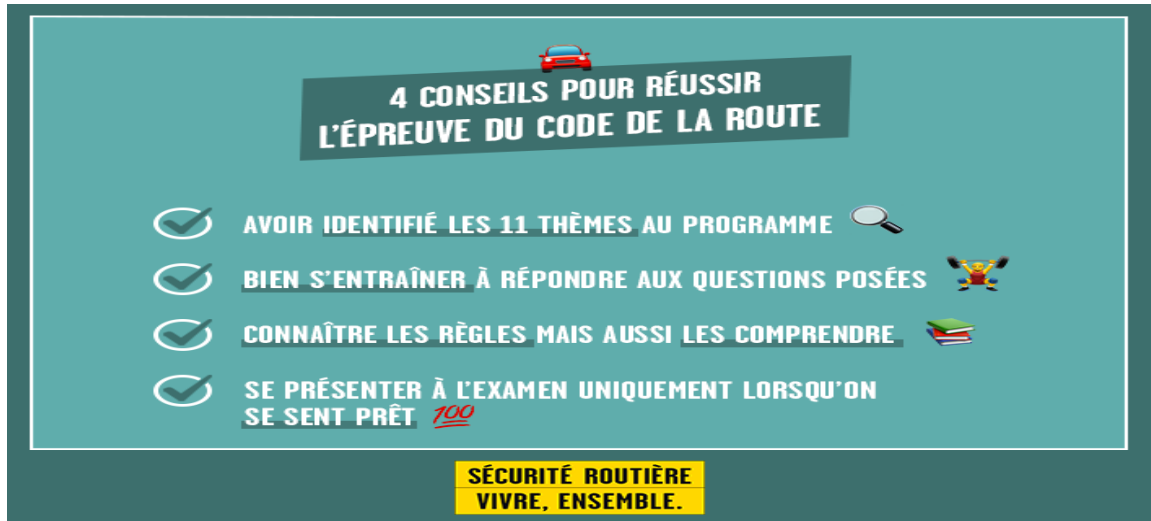 4 CONSEILS POUR RÉUSSIR
L'ÉPREUVE DU CODE DE LA ROUTE
AVOIR IDENTIFIÉ LES 11 THÈMES AU PROGRAMME
BIEN S'ENTRAÎNER À RÉPONDRE AUX QUESTIONS POSÉES
CONNAÎTRE LES RÈGLES MAIS AUSSI LES COMPRENDRE
SE PRÉSENTER À L'EXAMEN UNIQUEMENT LORSQU'ON
SE SENT PRÊT 💯
SÉCURITÉ ROUTIÈRE
VIVRE, ENSEMBLE.